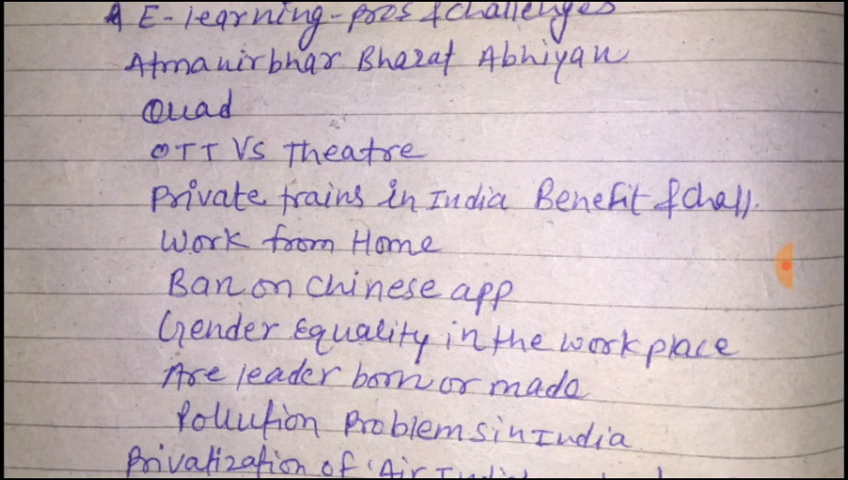 E-learning-pros & challenges
Atmanirbhar Bharat Abhiyan
Quad
OTT VS Theatre
Private trains in India Benefit & chall.
Work from Home
Ban on chinese app
Gender Equality in the workplace
Are leader born or made
Pollution Problems in India
Privatization of 'Air India'